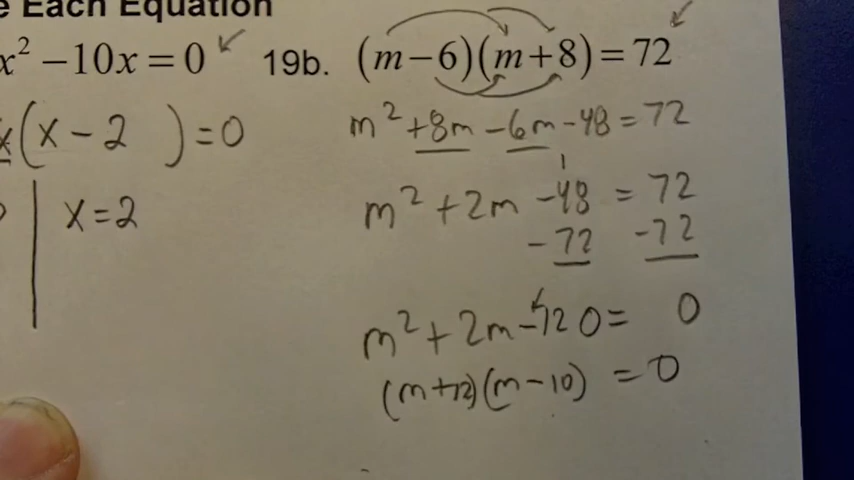 e Each Equation
x² − 10x = 0
x(x − 2 ) = 0
x = 2
19b. (m − 6)(m + 8) = 72
m² + 8m − 6m − 48 = 72
m² + 2m − 48 = 72
− 72 − 72
m² + 2m − 120 = 0
(m + 12)(m − 10) = 0